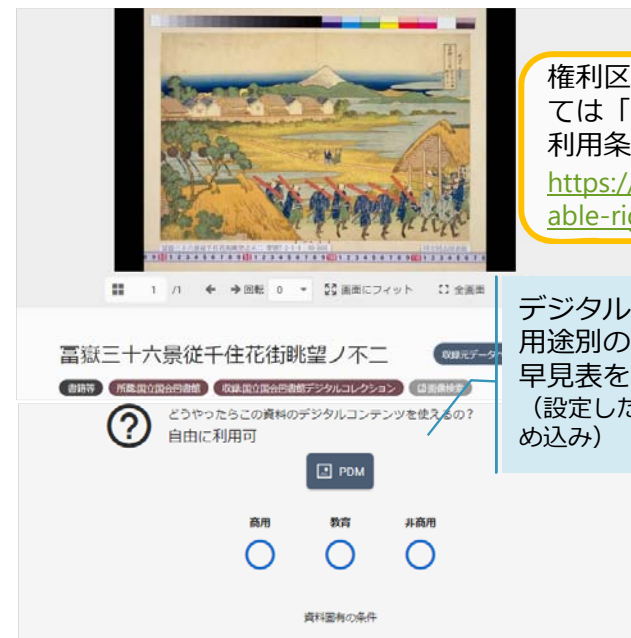 権利区
ては「
利用条
https:/
able-ri
1 /1
回転 0
画面にフィット
全画面
デジタル
用途別の
早見表を
（設定した
め込み）
冨嶽三十六景従千住花街眺望ノ不二
収録元データベ
書籍等
所蔵:国立国会図書館
収録:国立国会図書館デジタルコレクション
画像検索
どうやったらこの資料のデジタルコンテンツを使えるの？
自由に利用可
PDM
商用 教育 非商用
資料固有の条件